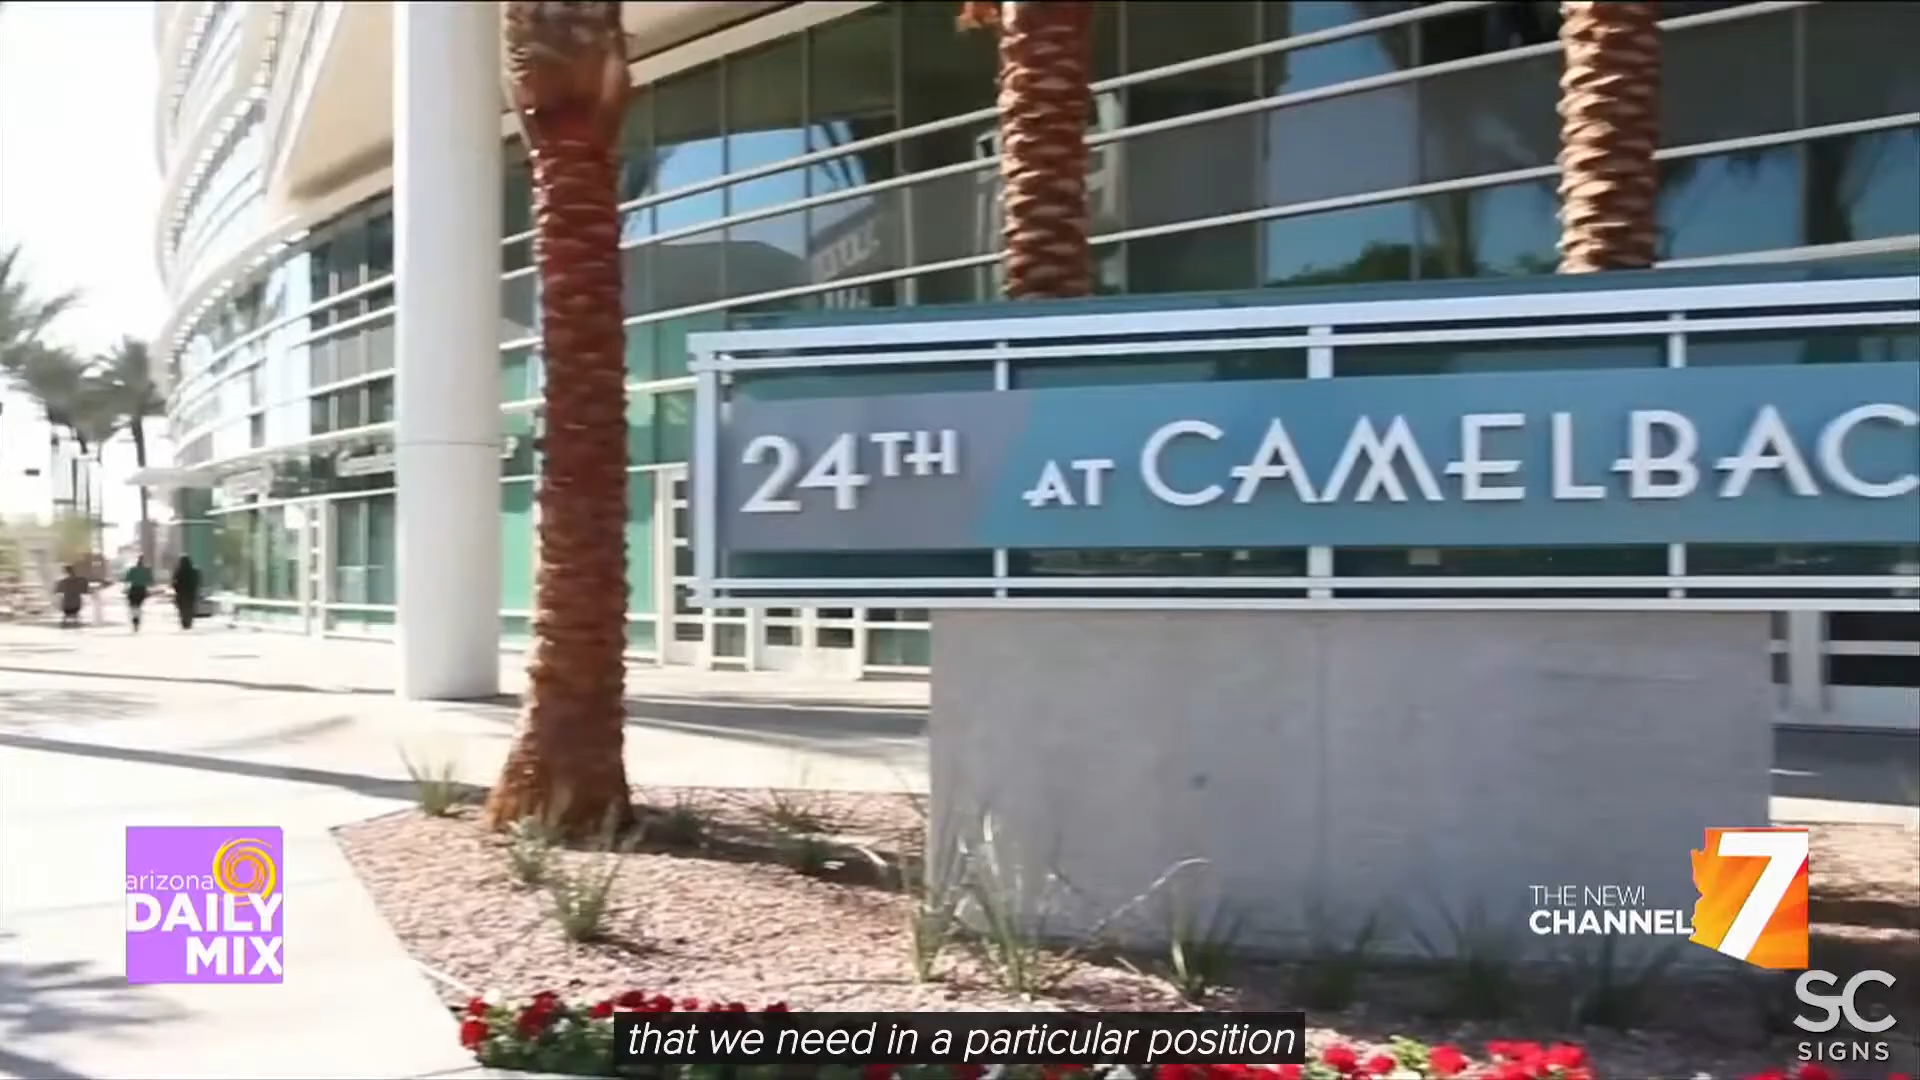 24TH AT CAMELBAC
arizona
DAILY
MIX
THE NEW!
CHANNEL 7
that we need in a particular position
SC
SIGNS